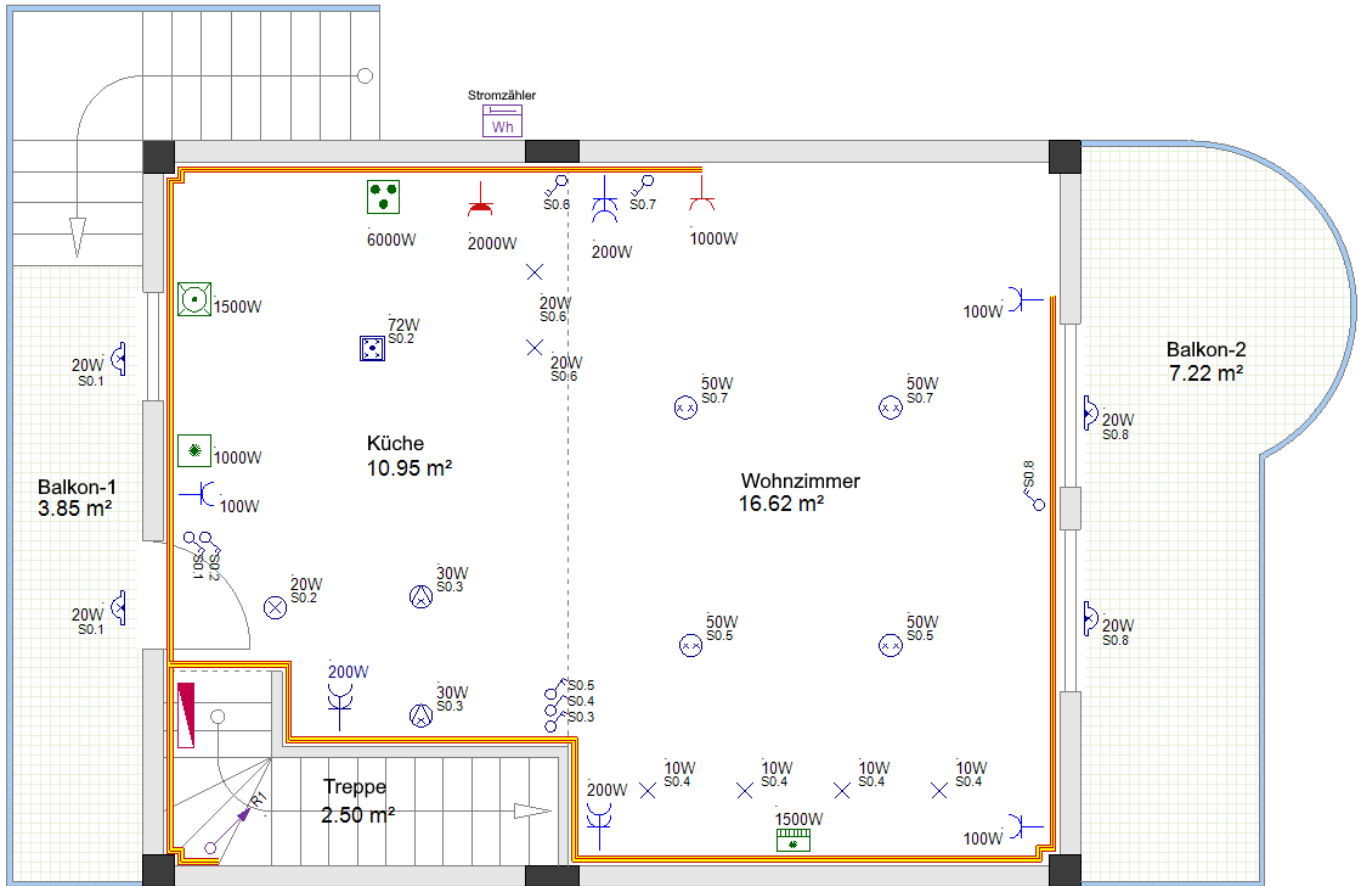 Stromzähler
Wh
S0.6
S0.7
6000W
2000W
200W
1000W
1500W
20W
S0.6
100W
72W
S0.2
20W
S0.6
20W
S0.1
Balkon-2
7.22 m²
50W
S0.7
50W
S0.7
20W
S0.8
Küche
10.95 m²
1000W
Wohnzimmer
16.62 m²
S0.8
Balkon-1
3.85 m²
100W
S0.1
S0.2
20W
S0.2
30W
S0.3
20W
S0.1
50W
S0.5
50W
S0.5
20W
S0.8
200W
30W
S0.3
S0.5
S0.4
S0.3
Treppe
2.50 m²
R1
200W
10W
S0.4
10W
S0.4
10W
S0.4
10W
S0.4
1500W
100W